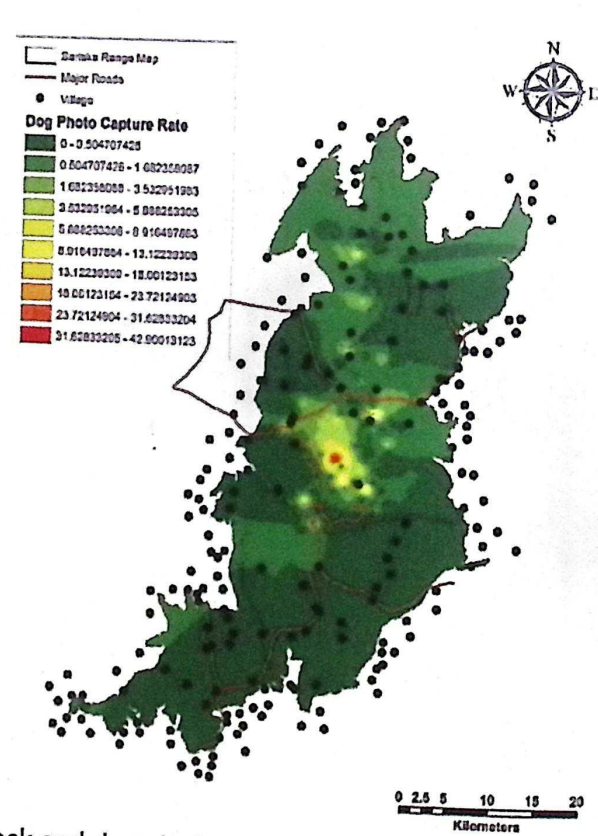 Sariska Range Map
Major Roads
Village
Dog Photo Capture Rate
0 - 0.504707425
0.504707426 - 1.682358087
1.682358088 - 3.532951983
3.532951984 - 5.888253305
5.888253306 - 8.916497663
8.916497664 - 13.12239308
13.12239309 - 18.00123153
18.00123154 - 23.72124903
23.72124904 - 31.62833204
31.62833205 - 42.90013123
N
W
E
S
0 2.5 5 10 15 20
Kilometers